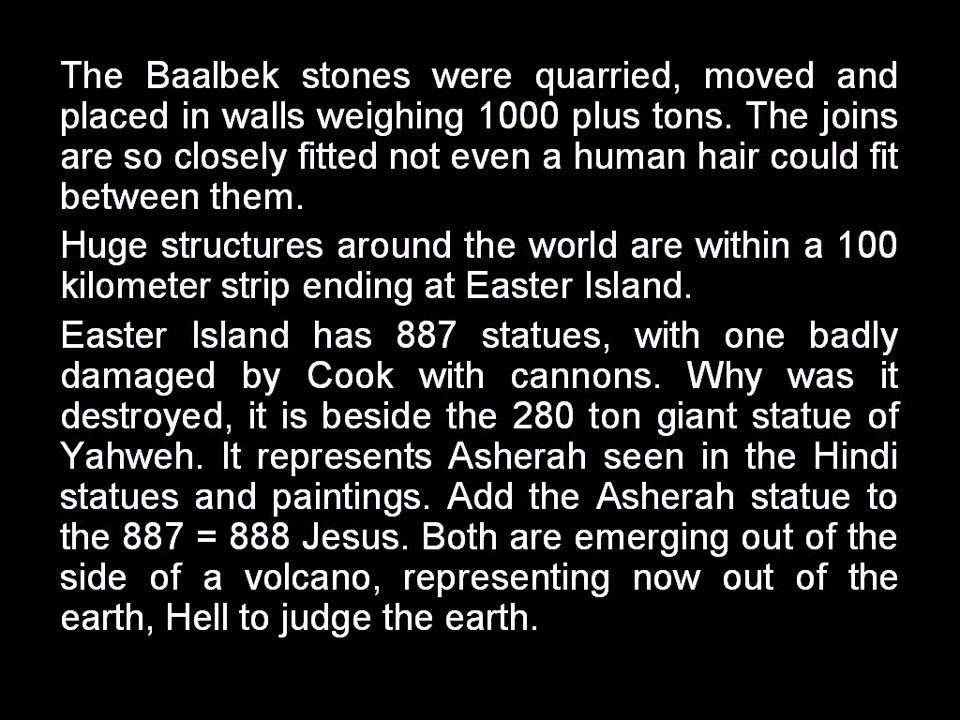 The Baalbek stones were quarried, moved and
placed in walls weighing 1000 plus tons. The joins
are so closely fitted not even a human hair could fit
between them.
Huge structures around the world are within a 100
kilometer strip ending at Easter Island.
Easter Island has 887 statues, with one badly
damaged by Cook with cannons. Why was it
destroyed, it is beside the 280 ton giant statue of
Yahweh. It represents Asherah seen in the Hindi
statues and paintings. Add the Asherah statue to
the 887 = 888 Jesus. Both are emerging out of the
side of a volcano, representing now out of the
earth, Hell to judge the earth.